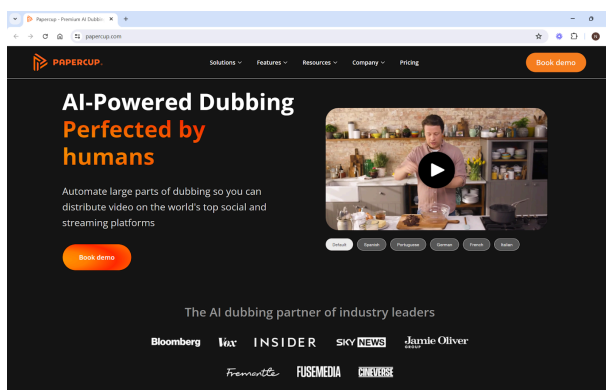 Papercup - Premium AI Dubbin
papercup.com
N
PAPERCUP.
Solutions
Features
Resources
Company
Pricing
Book demo
AI-Powered Dubbing
Perfected by
humans
Automate large parts of dubbing so you can
distribute video on the world's top social and
streaming platforms
Book demo
Default
Spanish
Portuguese
German
French
Italian
The AI dubbing partner of industry leaders
Bloomberg
Vox
INSIDER
SKY NEWS
Jamie Oliver
GROUP
Fremantle
FUSEMEDIA
CINEVERSE